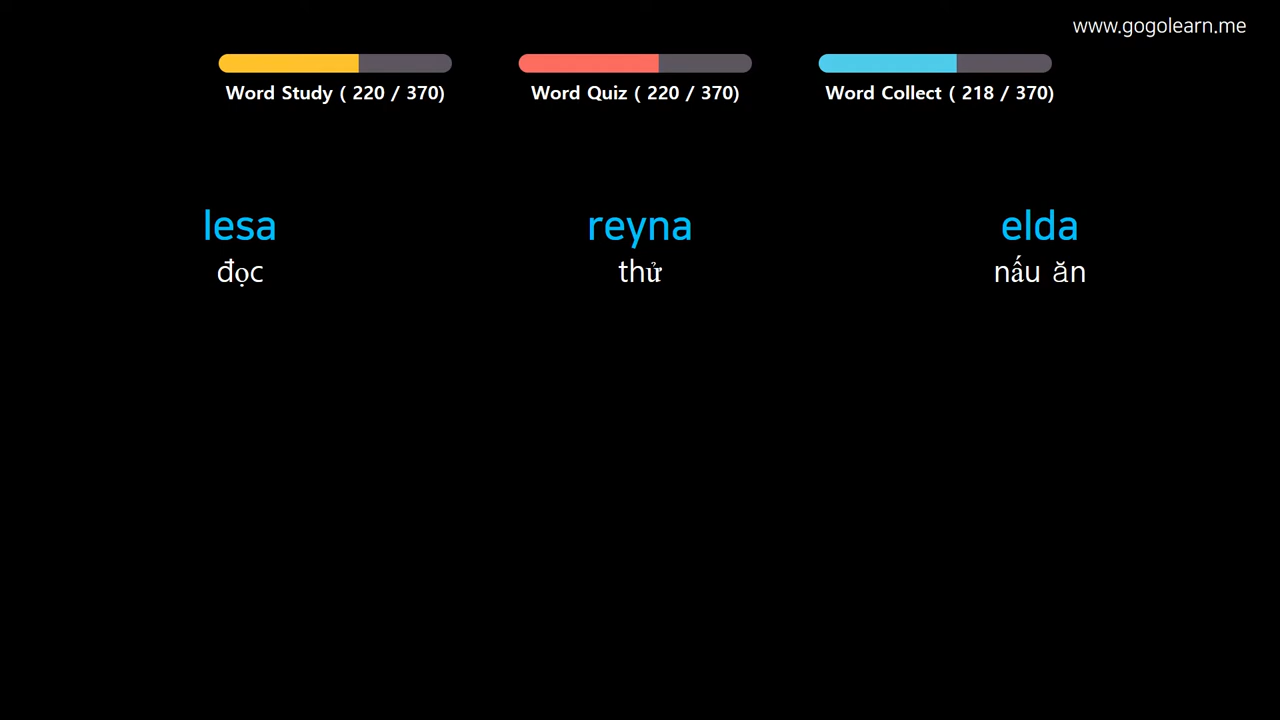 www.gogolearn.me
Word Study ( 220 / 370)
Word Quiz ( 220 / 370)
Word Collect ( 218 / 370)
lesa
reyna
elda
đọc
thử
nấu ăn